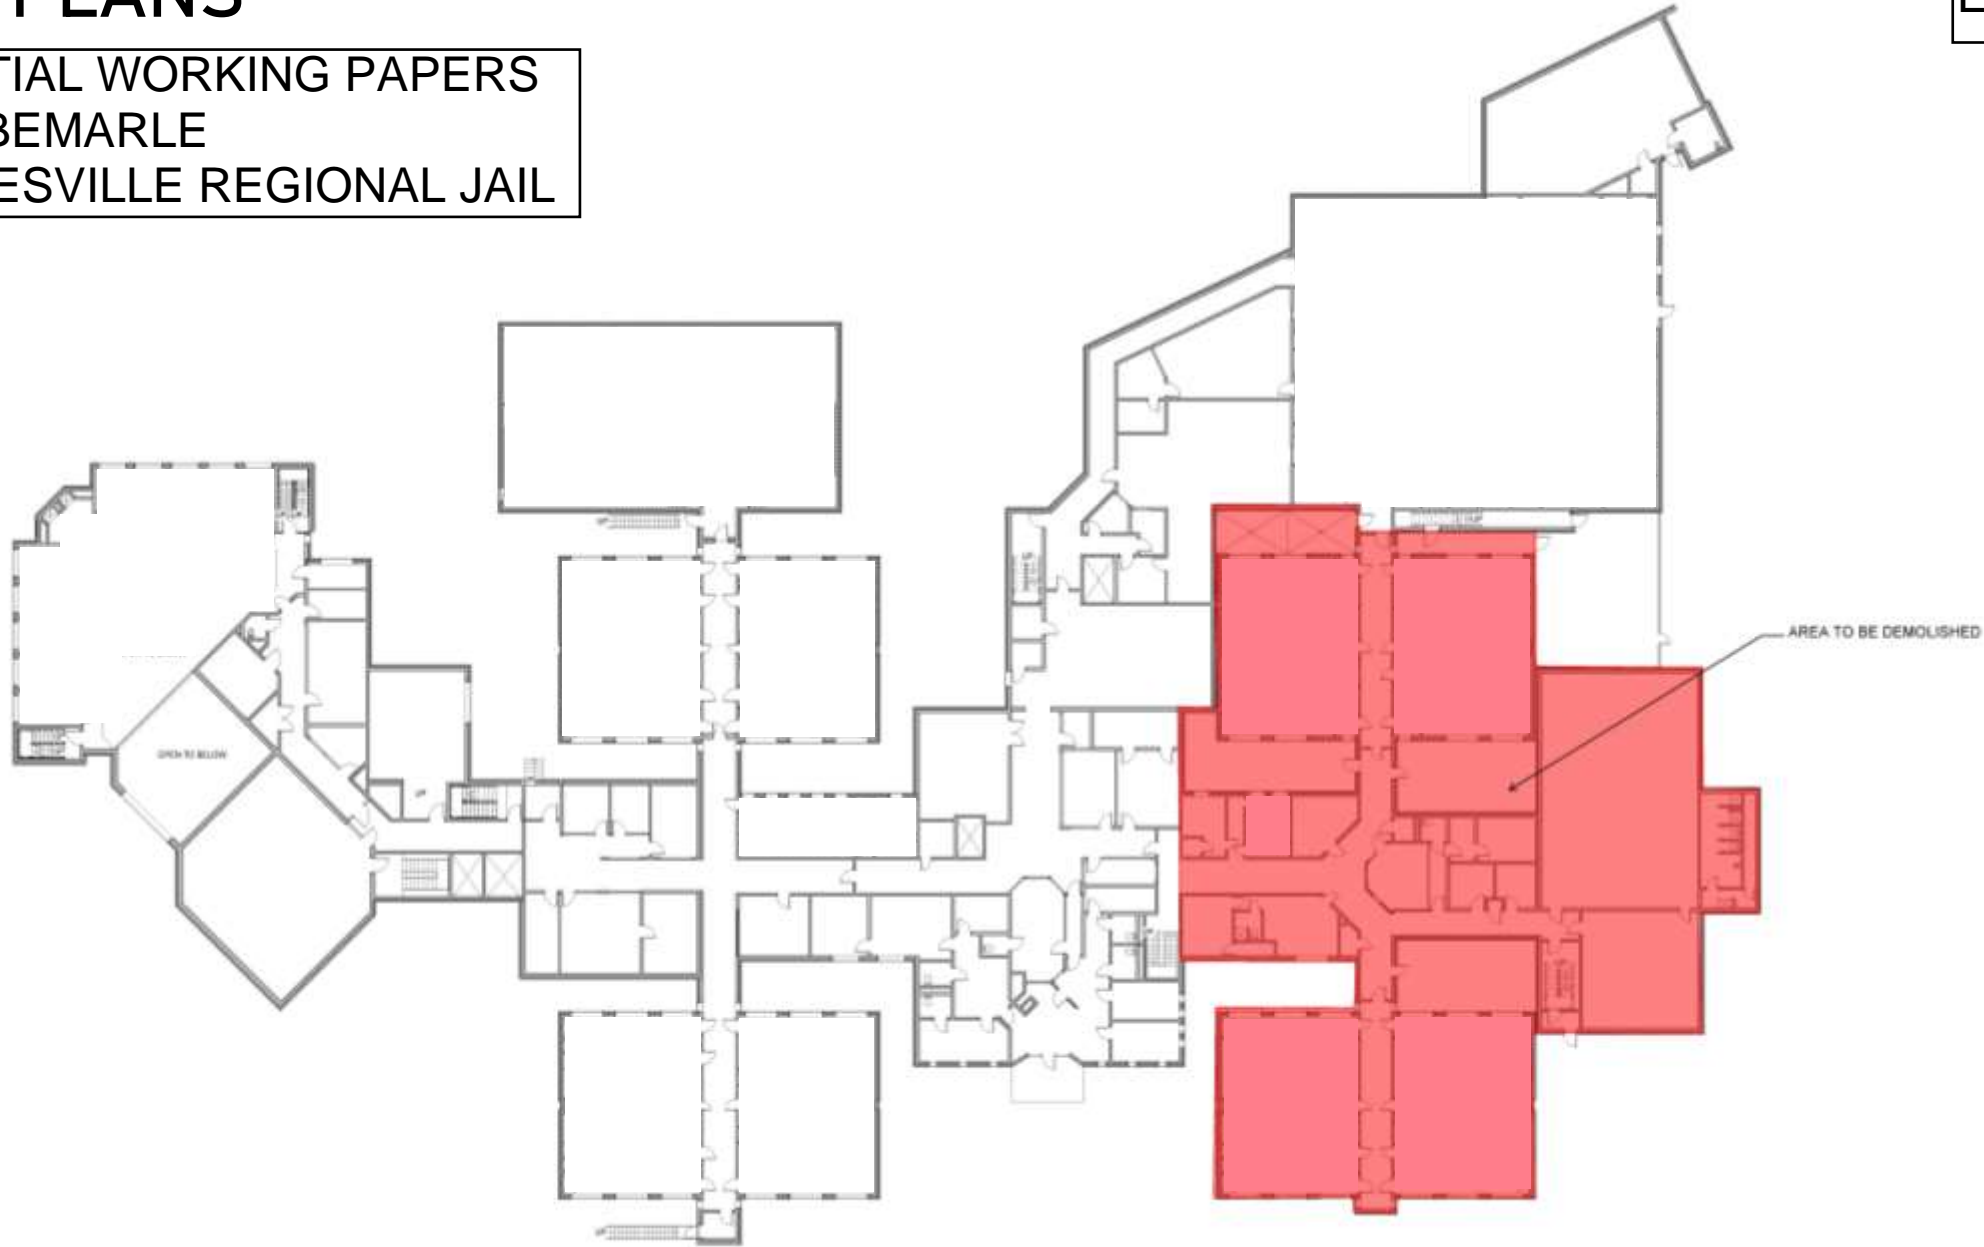 PLANS
TIAL WORKING PAPERS
BEMARLE
ESVILLE REGIONAL JAIL
AREA TO BE DEMOLISHED
OPEN TO BELOW